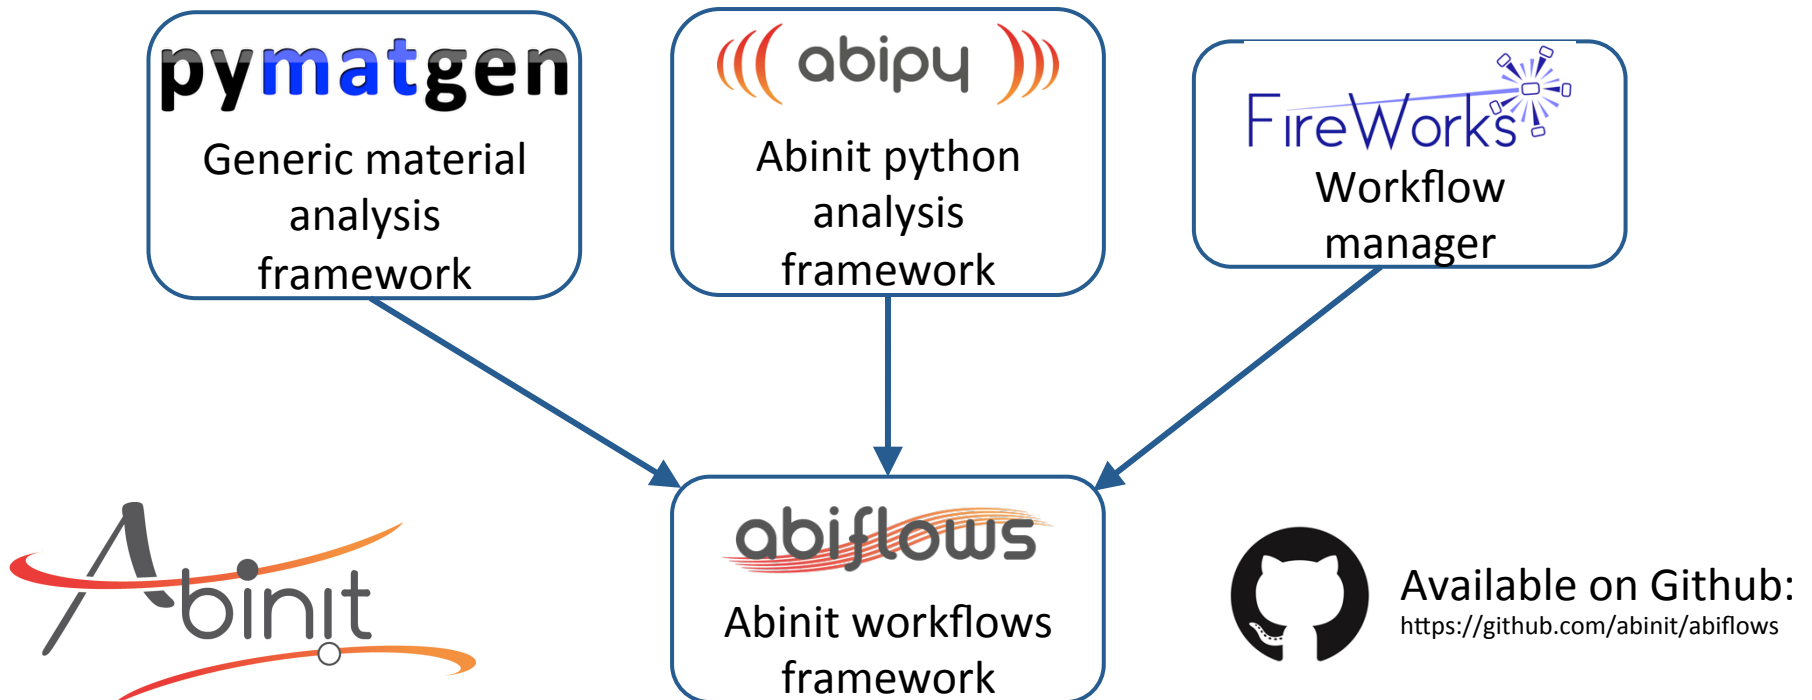 pymatgen
Generic material
analysis
framework
abipy
Abinit python
analysis
framework
FireWorks
Workflow
manager
abiflows
Abinit workflows
framework
Abinit
Available on Github:
https://github.com/abinit/abiflows